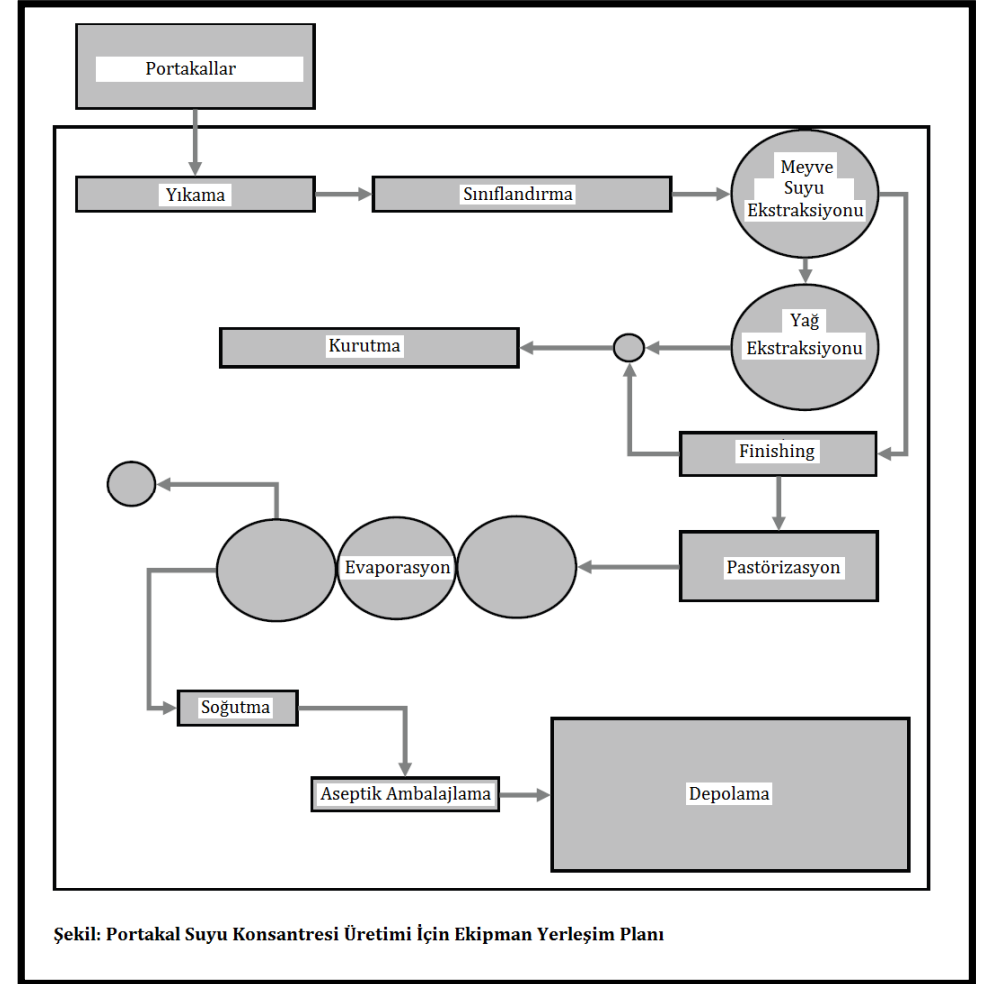 Portakallar
Yıkama
Sınıflandırma
Meyve
Suyu
Ekstraksiyonu
Yağ
Ekstraksiyonu
Kurutma
Finishing
Evaporasyon
Pastörizasyon
Soğutma
Aseptik Ambalajlama
Depolama
Şekil: Portakal Suyu Konsantresi Üretimi İçin Ekipman Yerleşim Planı